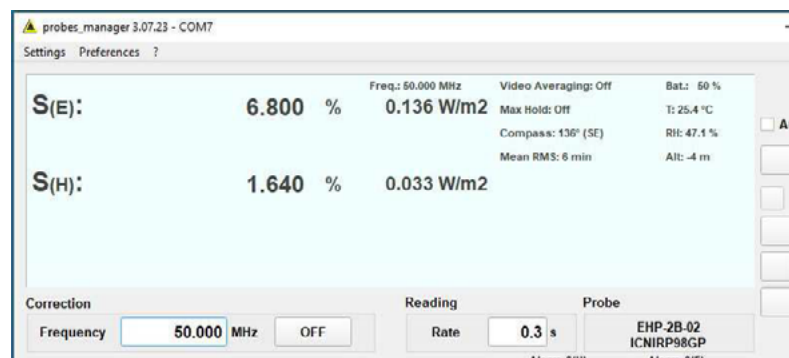 probes_manager 3.07.23 - COM7
Settings Preferences ?
Freq.: 50.000 MHz Video Averaging: Off Bat.: 50 %
S(E): 6.800 % 0.136 W/m2 Max Hold: Off T: 25.4 °C
Compass: 136° (SE) RH: 47.1 %
Mean RMS: 6 min Alt: -4 m
S(H): 1.640 % 0.033 W/m2
Correction Reading Probe
Frequency 50.000 MHz OFF Rate 0.3 s EHP-2B-02
ICNIRP98GP